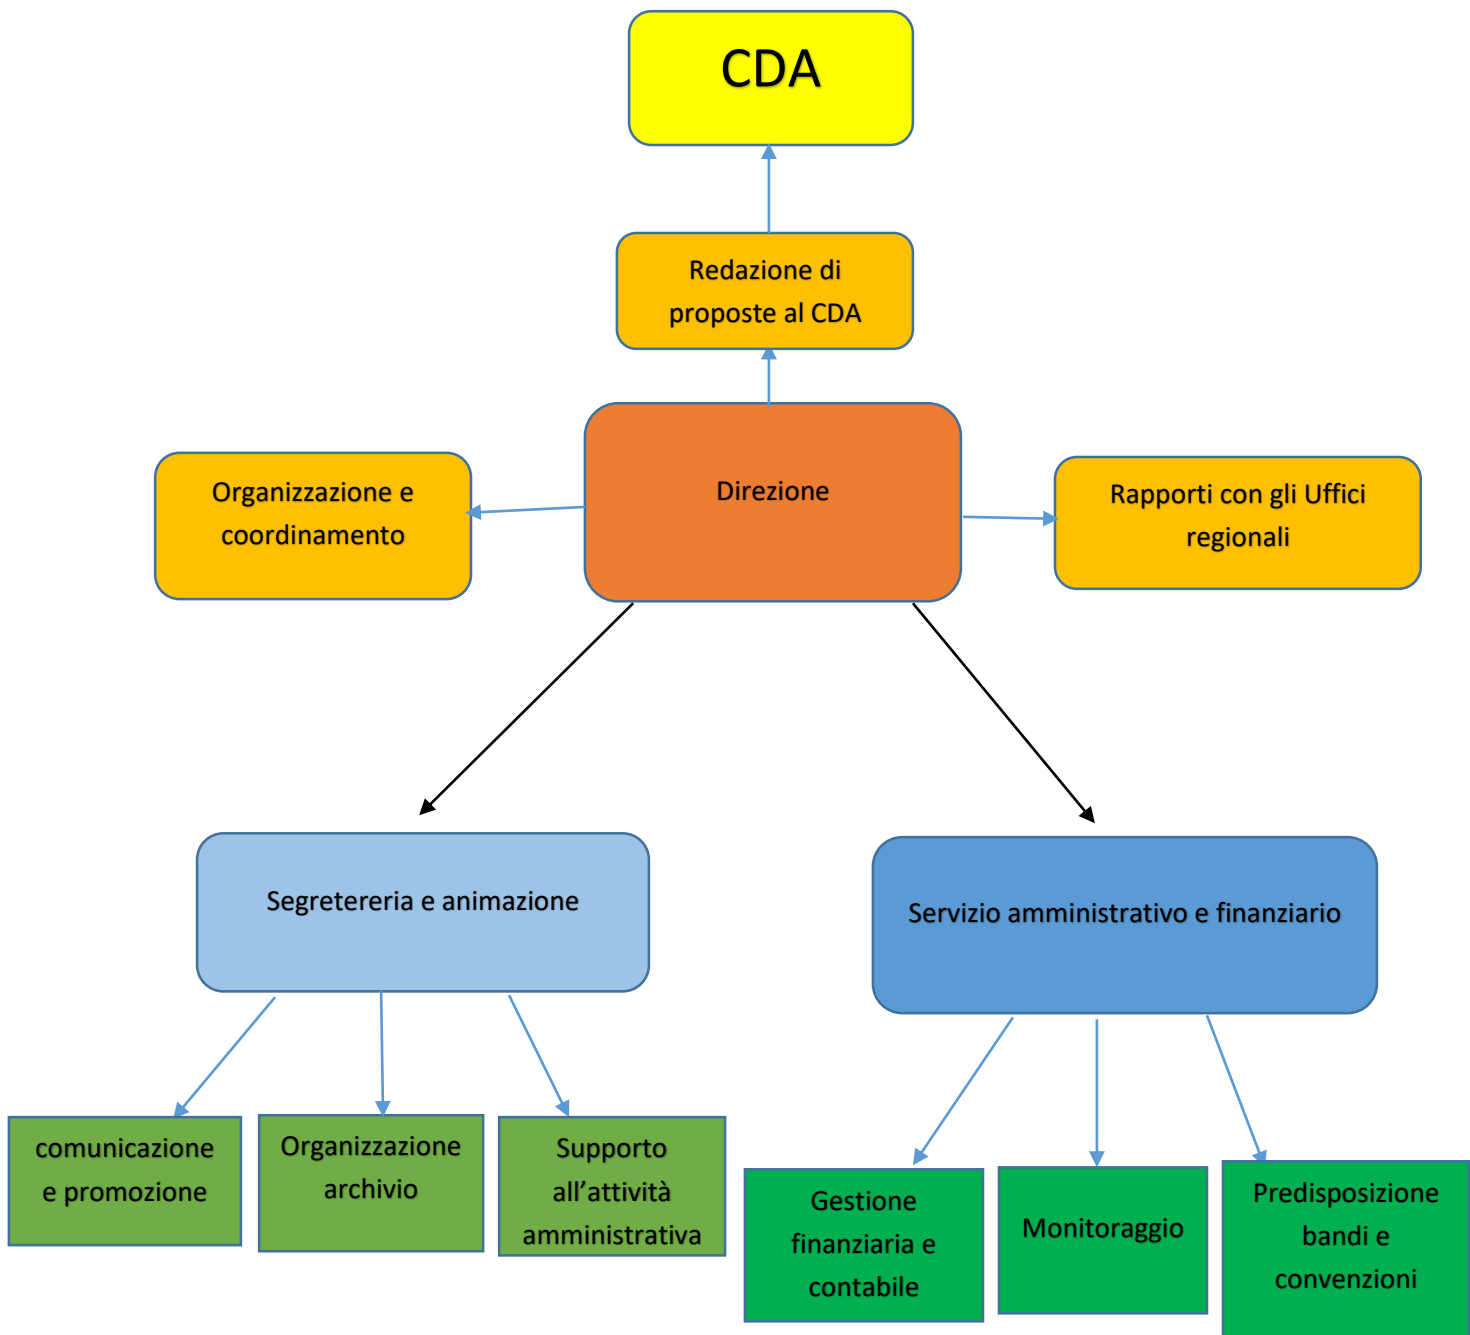 CDA
Redazione di
proposte al CDA
Direzione
Organizzazione e
coordinamento
Rapporti con gli Uffici
regionali
Segretereria e animazione
Servizio amministrativo e finanziario
comunicazione
e promozione
Organizzazione
archivio
Supporto
all’attività
amministrativa
Gestione
finanziaria e
contabile
Monitoraggio
Predisposizione
bandi e
convenzioni